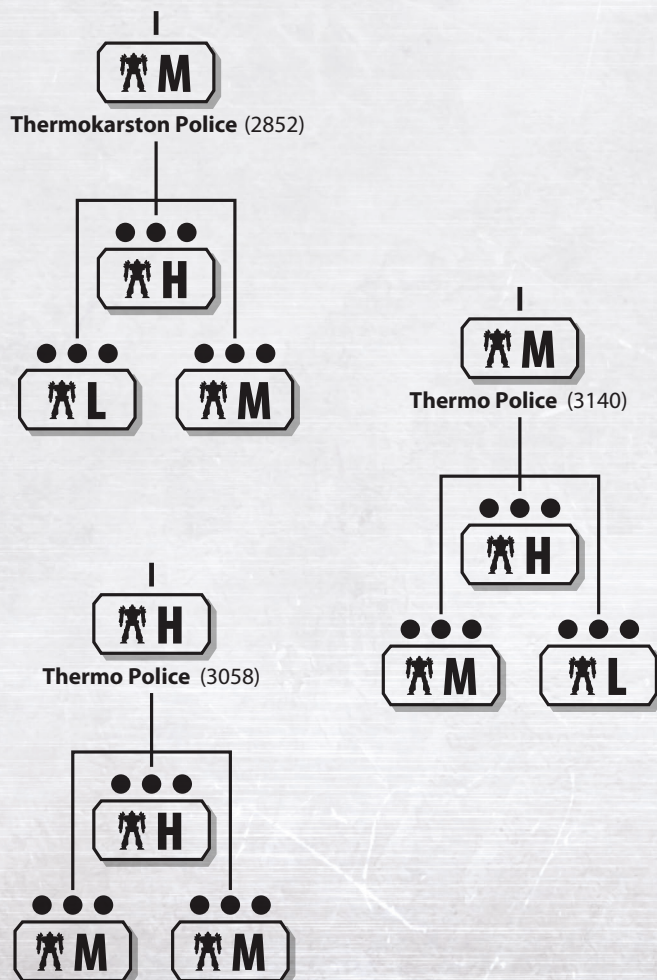 M
Thermokarston Police (2852)
H
L M
M
Thermo Police (3140)
H
M L
H
Thermo Police (3058)
H
M M